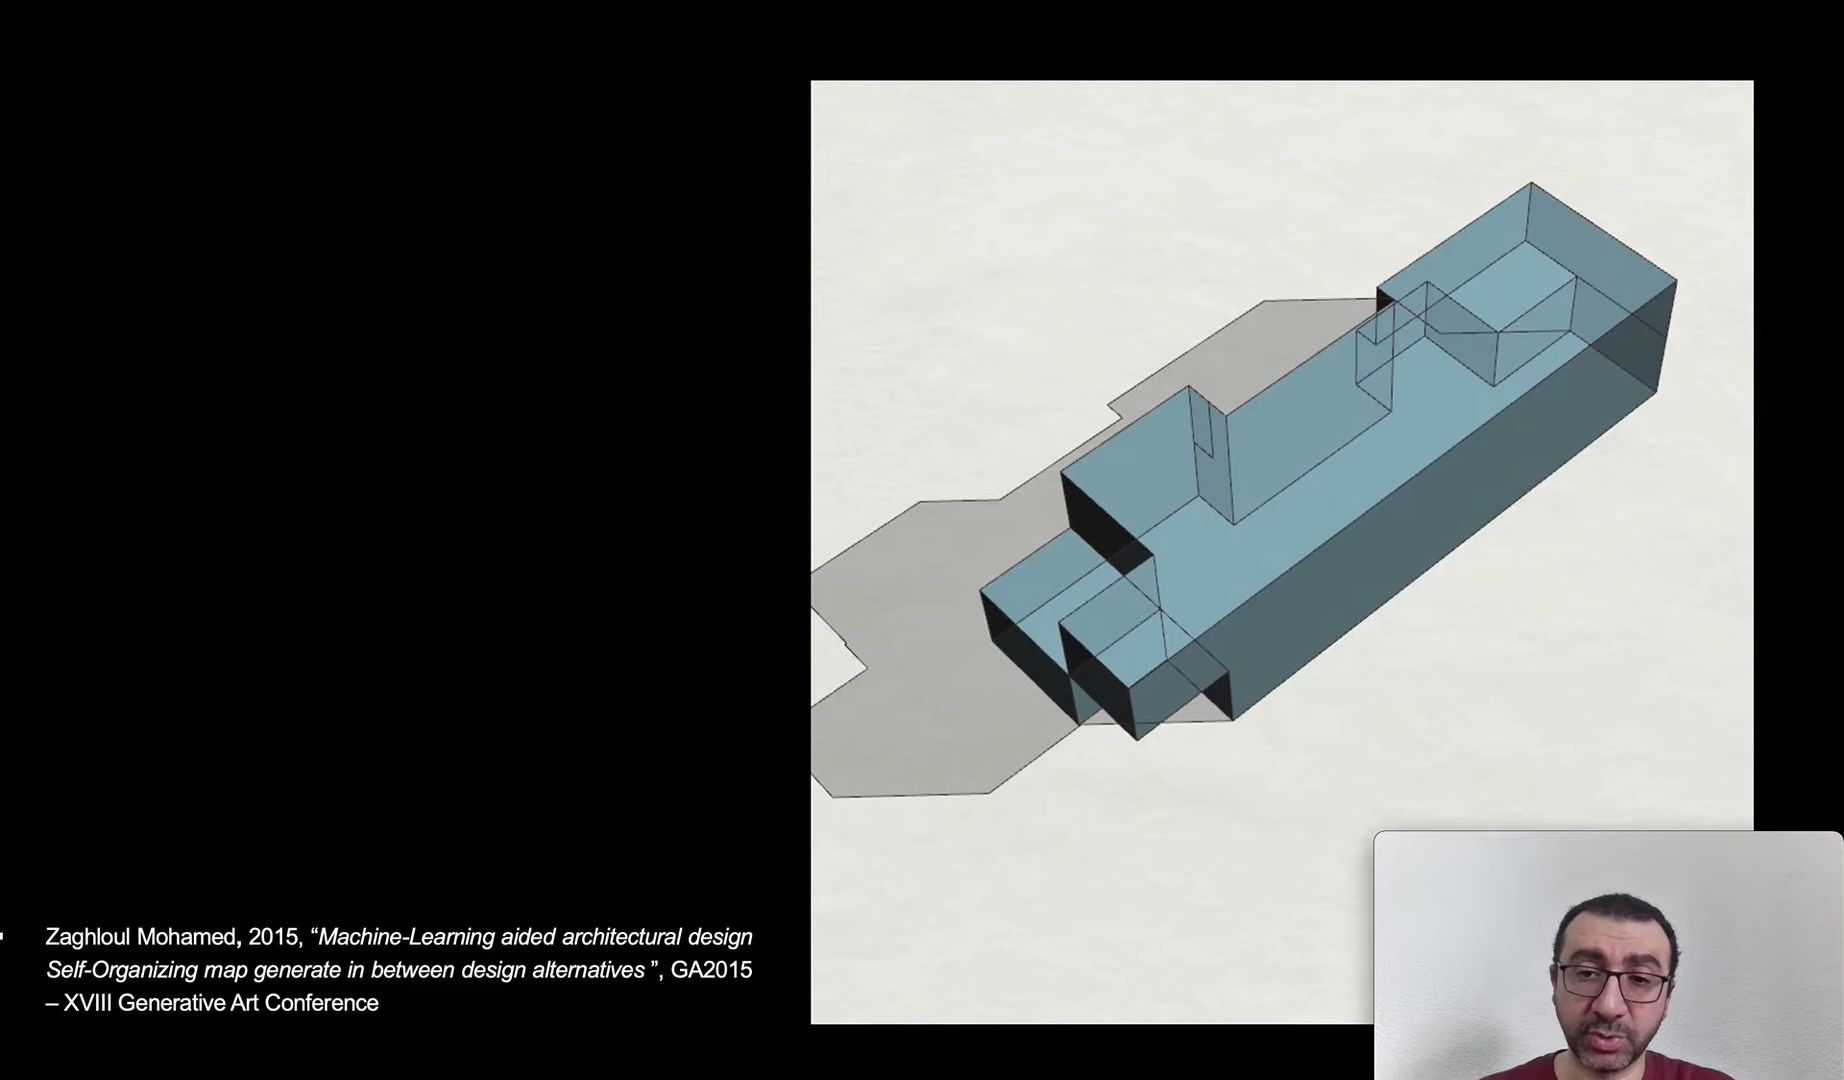 Zaghloul Mohamed, 2015, “Machine-Learning aided architectural design
Self-Organizing map generate in between design alternatives ”, GA2015
– XVIII Generative Art Conference